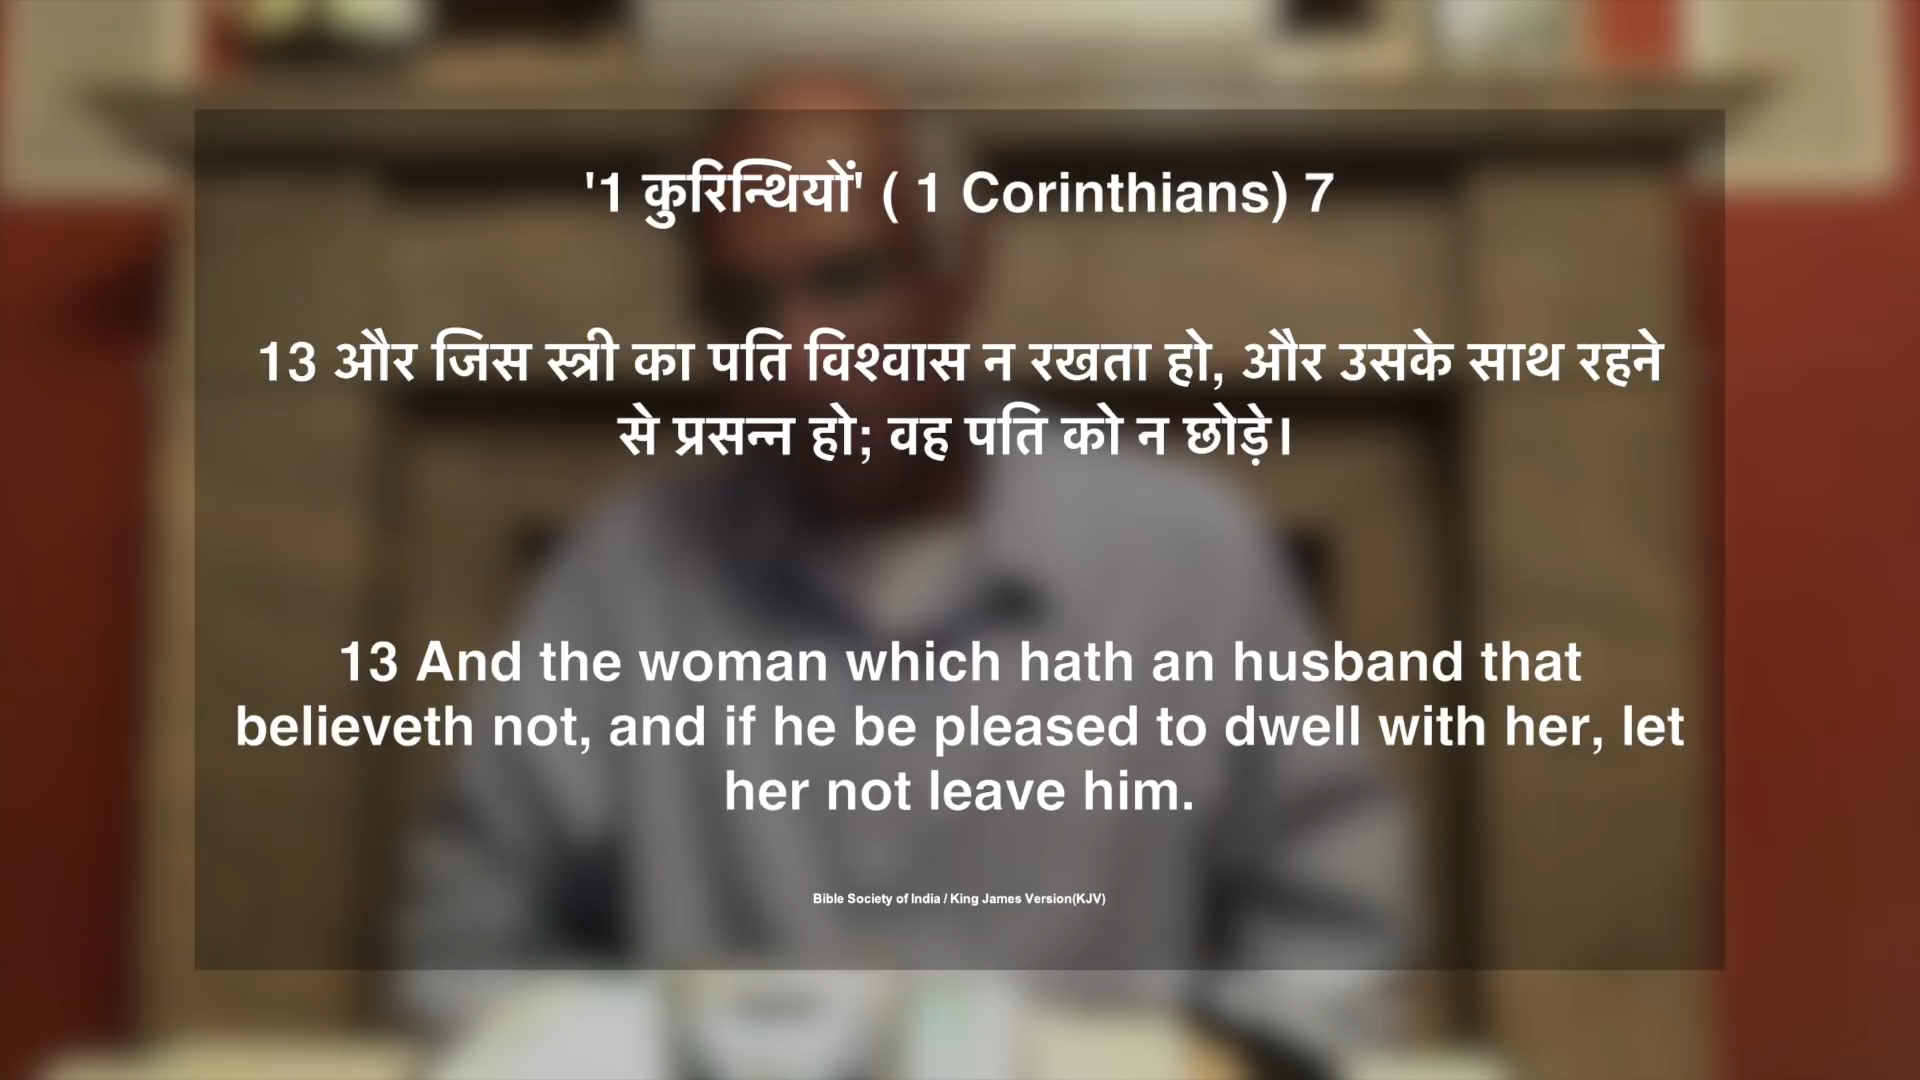 '1 कुरिन्थियों' ( 1 Corinthians) 7
13 और जिस स्त्री का पति विश्वास न रखता हो, और उसके साथ रहने
से प्रसन्न हो; वह पति को न छोड़े।
13 And the woman which hath an husband that
believeth not, and if he be pleased to dwell with her, let
her not leave him.
Bible Society of India / King James Version(KJV)